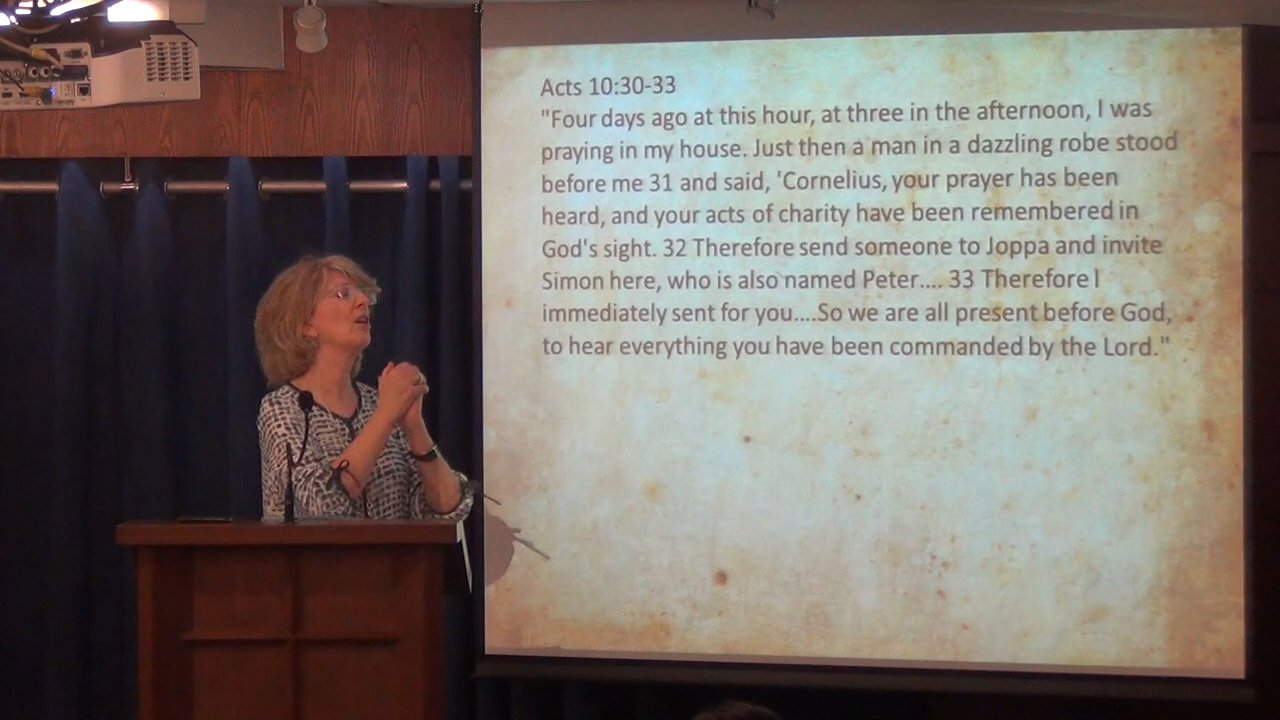 Acts 10:30-33
"Four days ago at this hour, at three in the afternoon, I was
praying in my house. Just then a man in a dazzling robe stood
before me 31 and said, 'Cornelius, your prayer has been
heard, and your acts of charity have been remembered in
God's sight. 32 Therefore send someone to Joppa and invite
Simon here, who is also named Peter.... 33 Therefore I
immediately sent for you....So we are all present before God,
to hear everything you have been commanded by the Lord."